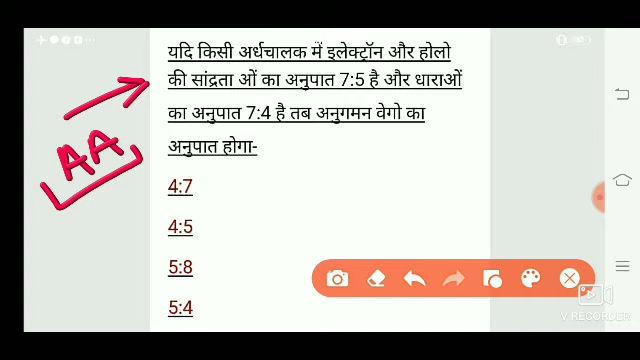 यदि किसी अर्धचालक में इलेक्ट्रॉन और होलो
की सांद्रता ओं का अनुपात 7:5 है और धाराओं
AA
का अनुपात 7:4 है तब अनुगमन वेगो का
अनुपात होगा-
4:7
4:5
5:8
5:4
V RECORDER